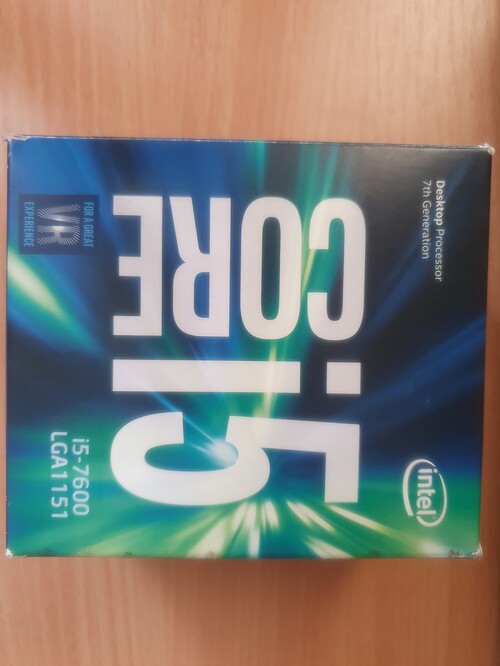 Desktop Processor
7th Generation
intel
CORE
i5
FOR A GREAT
VR
EXPERIENCE
i5-7600
LGA1151